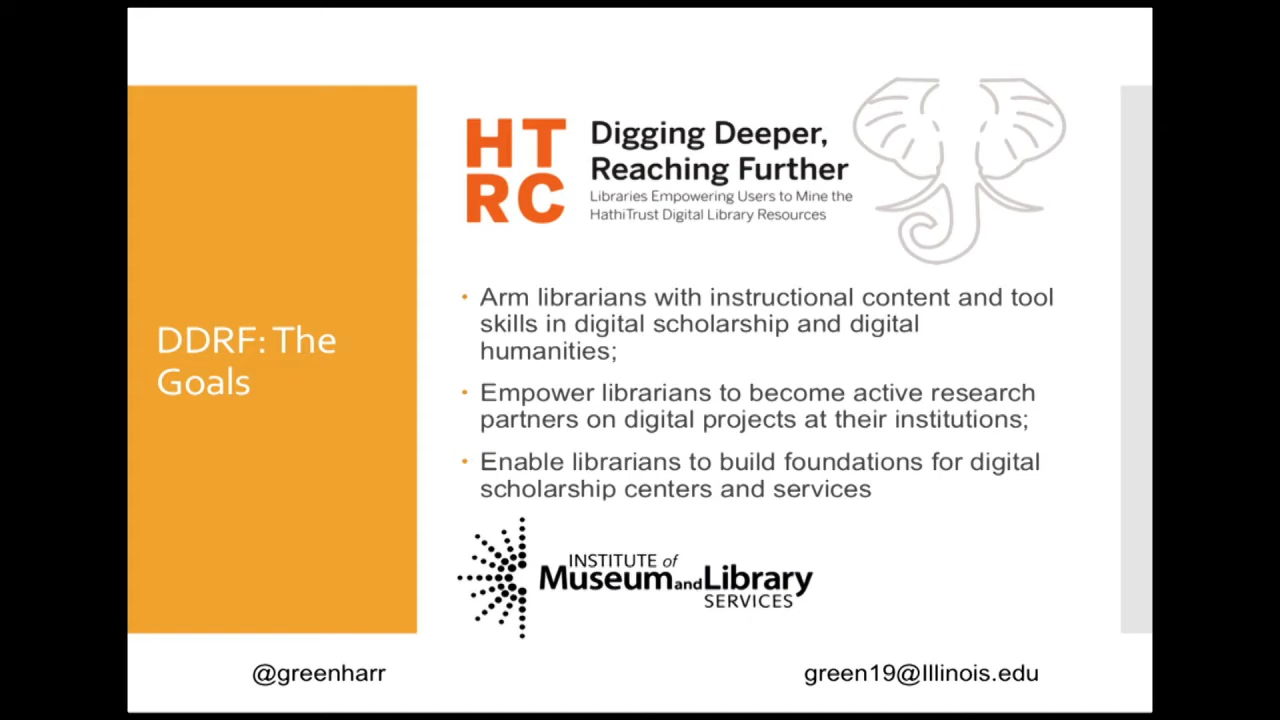 DDRF: The
Goals
HT
RC
Digging Deeper,
Reaching Further
Libraries Empowering Users to Mine the
HathiTrust Digital Library Resources
• Arm librarians with instructional content and tool
skills in digital scholarship and digital
humanities;
• Empower librarians to become active research
partners on digital projects at their institutions;
• Enable librarians to build foundations for digital
scholarship centers and services
INSTITUTE of
Museum and Library
SERVICES
@greenharr
green19@Illinois.edu